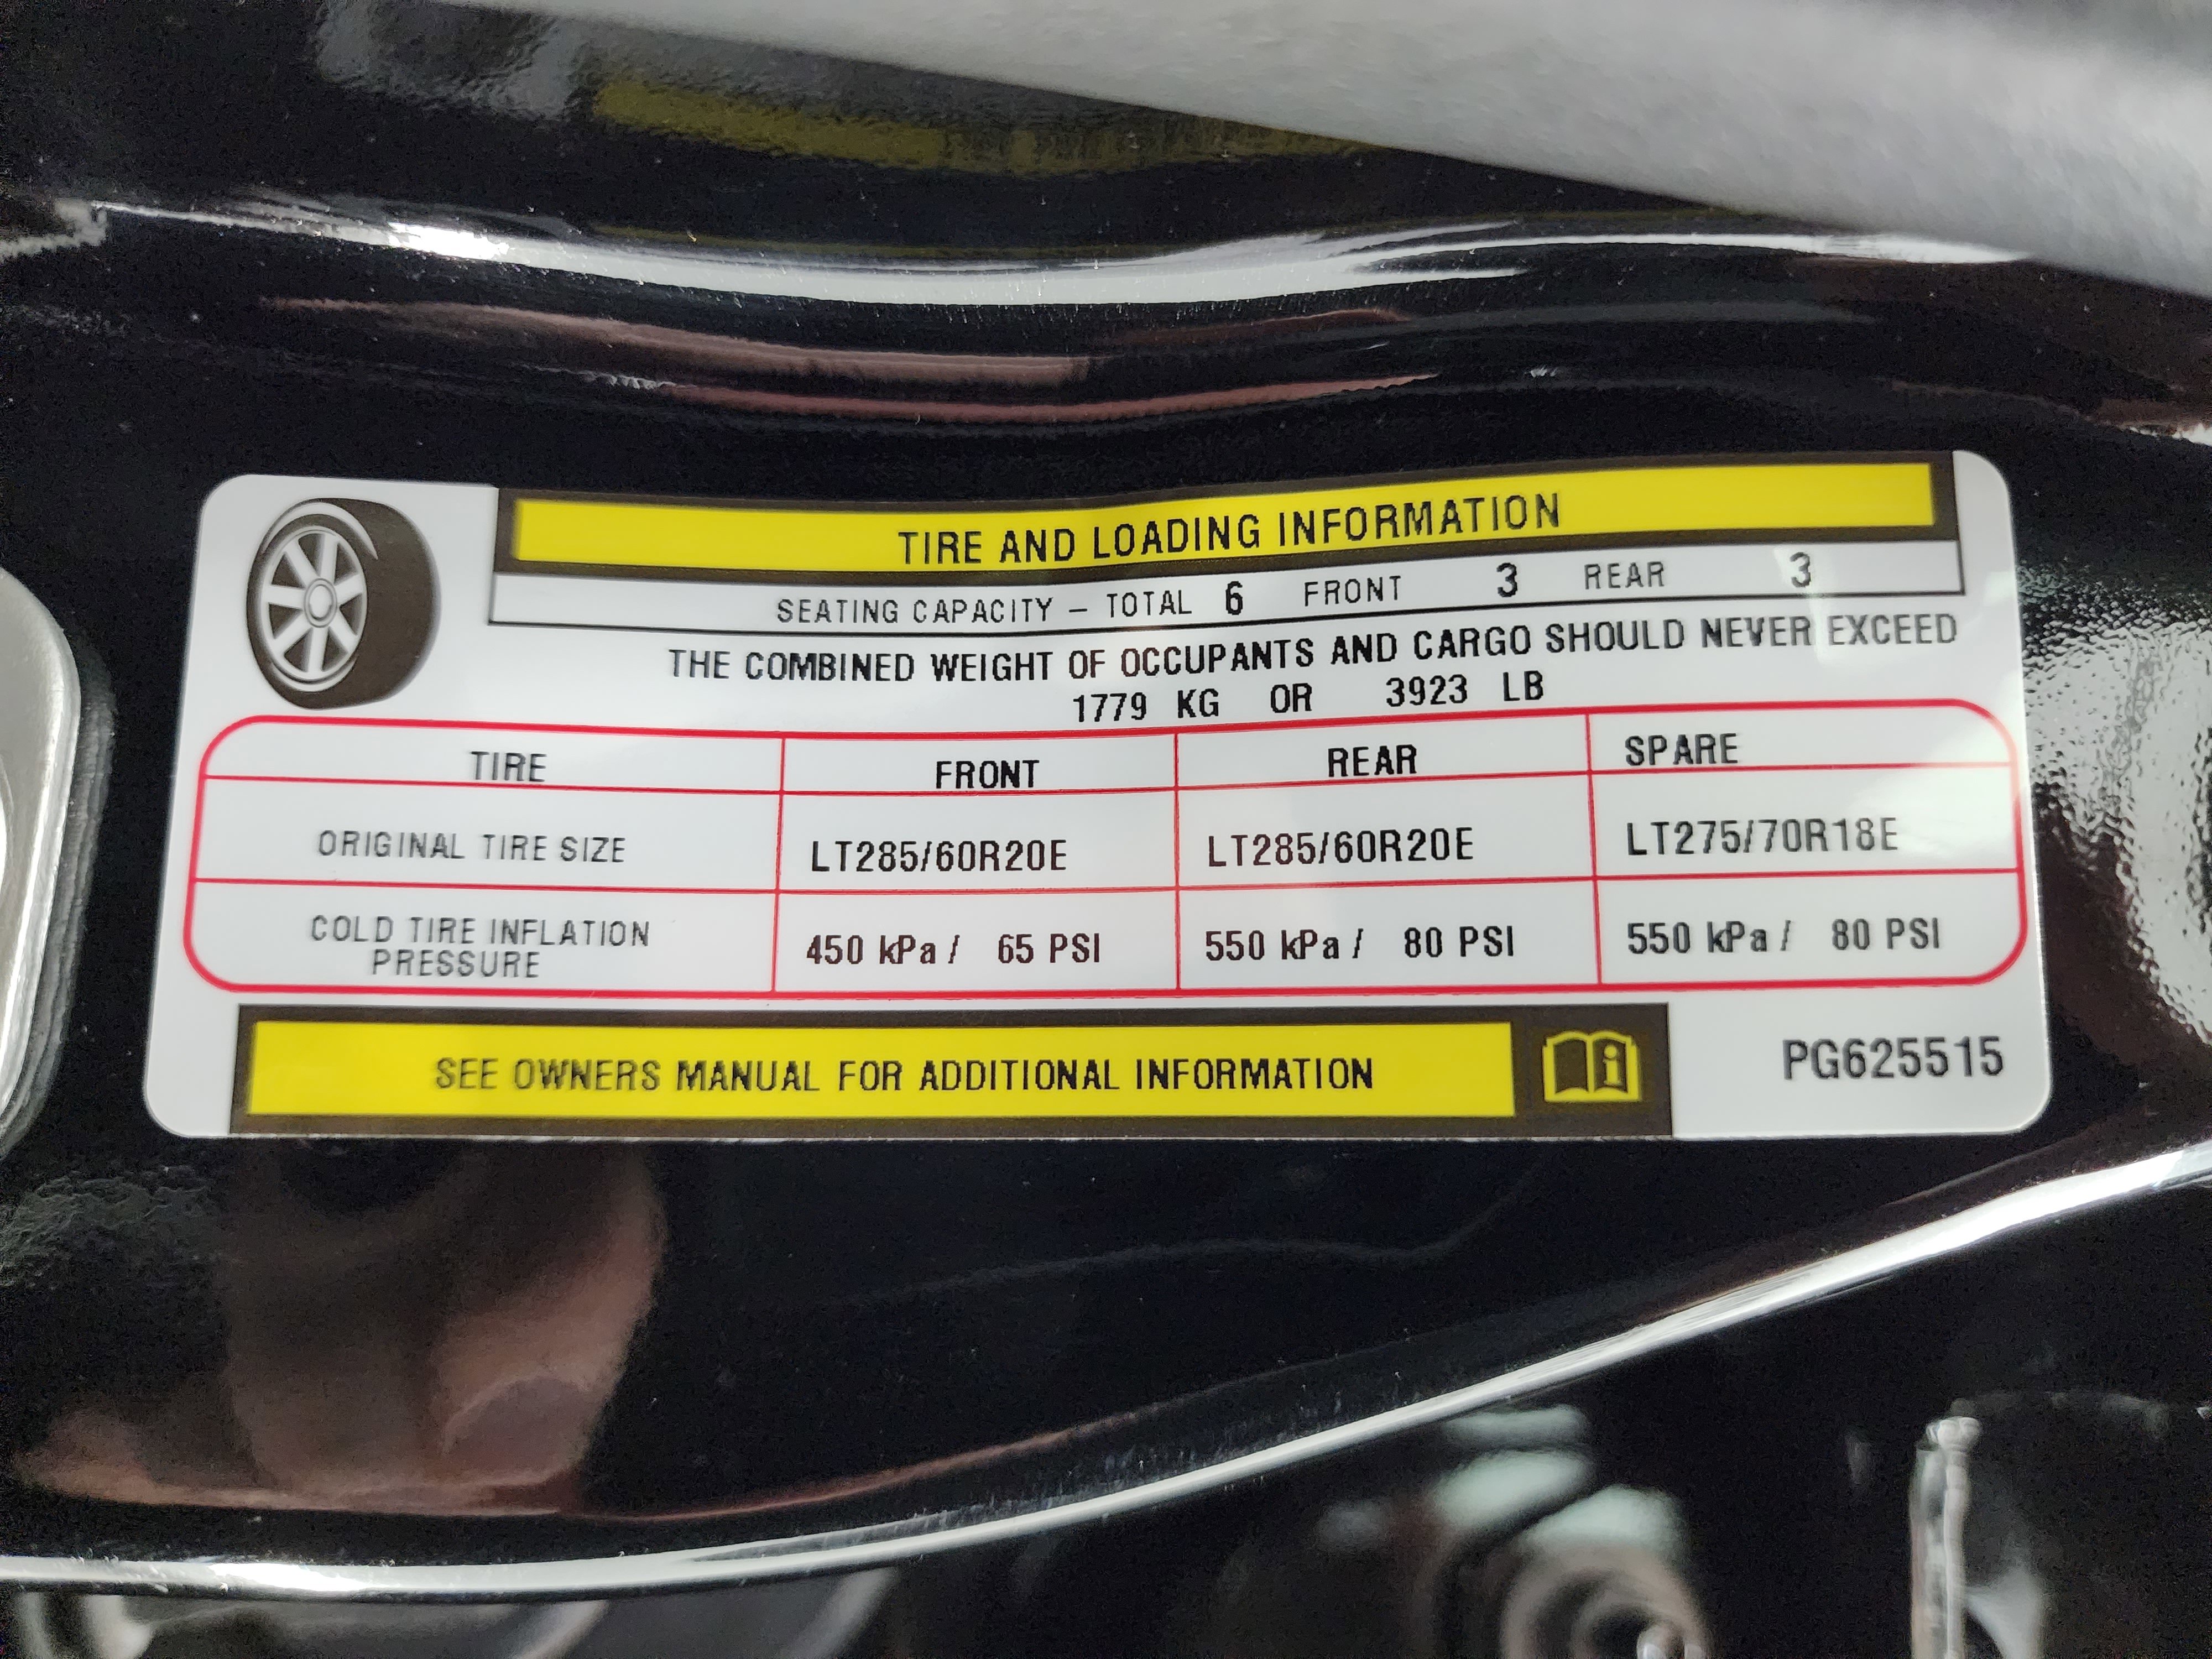 TIRE AND LOADING INFORMATION
SEATING CAPACITY – TOTAL 6 FRONT 3 REAR 3
THE COMBINED WEIGHT OF OCCUPANTS AND CARGO SHOULD NEVER EXCEED
1779 KG OR 3923 LB
TIRE FRONT REAR SPARE
ORIGINAL TIRE SIZE LT285/60R20E LT285/60R20E LT275/70R18E
COLD TIRE INFLATION
PRESSURE 450 kPa / 65 PSI 550 kPa / 80 PSI 550 kPa / 80 PSI
SEE OWNERS MANUAL FOR ADDITIONAL INFORMATION
PG625515